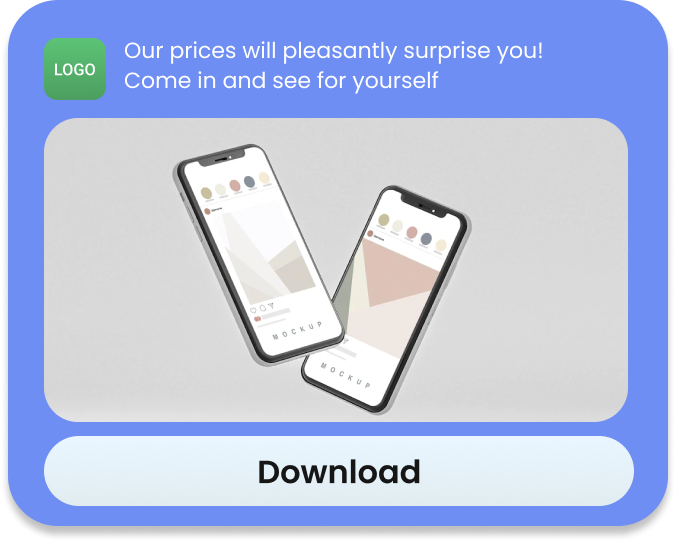 Our prices will pleasantly surprise you!
LOGO
Come in and see for yourself
MOCKUP
MOCKUP
Download